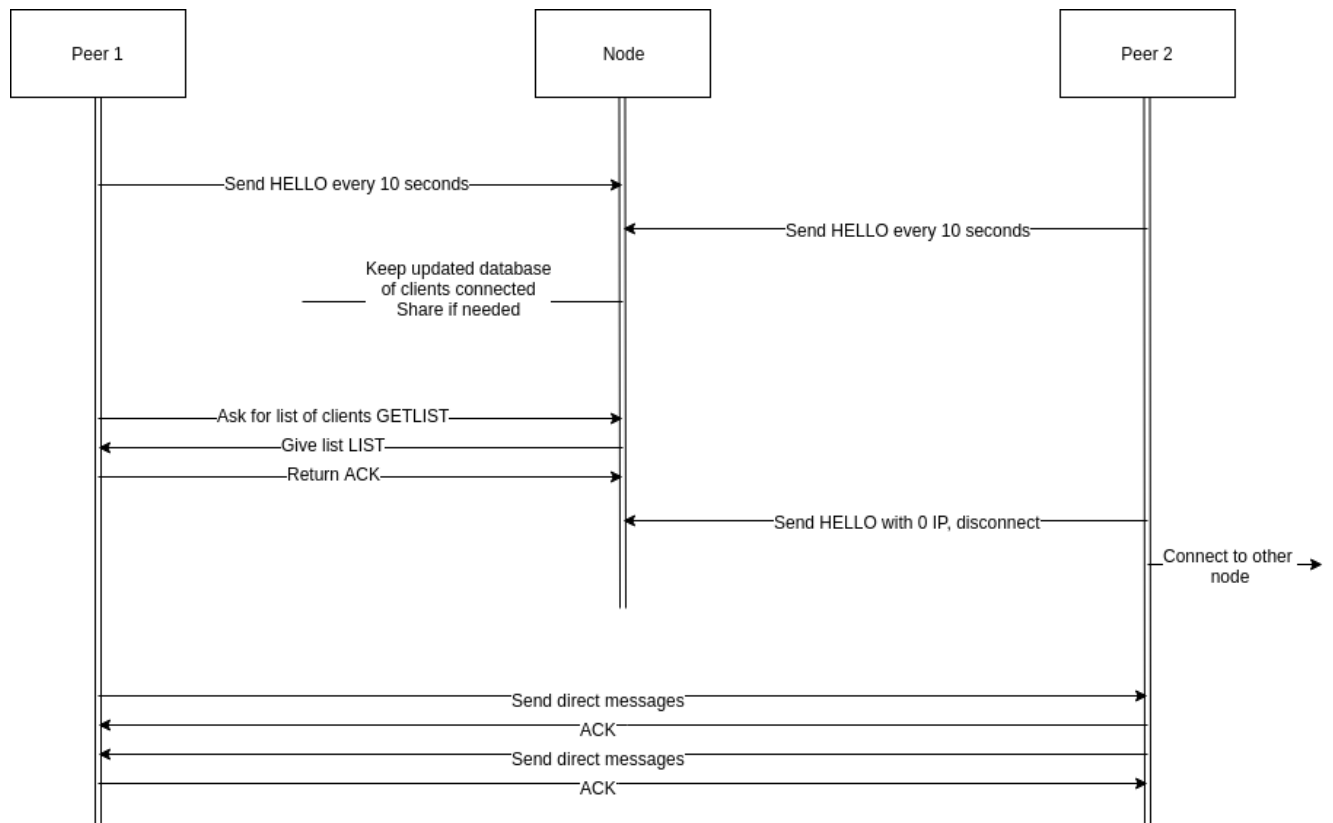 Peer 1
Node
Peer 2
Send HELLO every 10 seconds
Send HELLO every 10 seconds
Keep updated database
of clients connected
Share if needed
Ask for list of clients GETLIST
Give list LIST
Return ACK
Send HELLO with 0 IP, disconnect
Connect to other
node
Send direct messages
ACK
Send direct messages
ACK